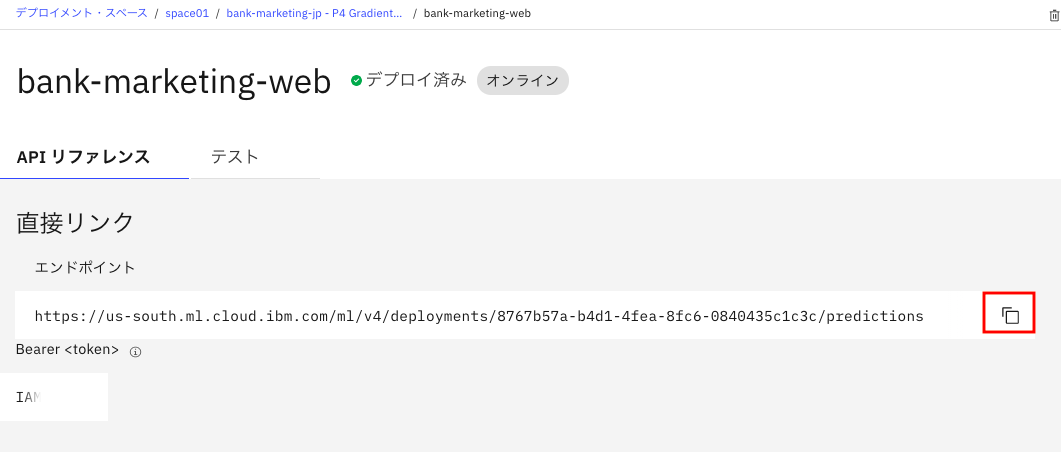 デプロイメント・スペース / space01 / bank-marketing-jp - P4 Gradient... / bank-marketing-web
bank-marketing-web デプロイ済み オンライン
API リファレンス テスト
直接リンク
エンドポイント
https://us-south.ml.cloud.ibm.com/ml/v4/deployments/8767b57a-b4d1-4fea-8fc6-0840435c1c3c/predictions
Bearer <token>
IAM